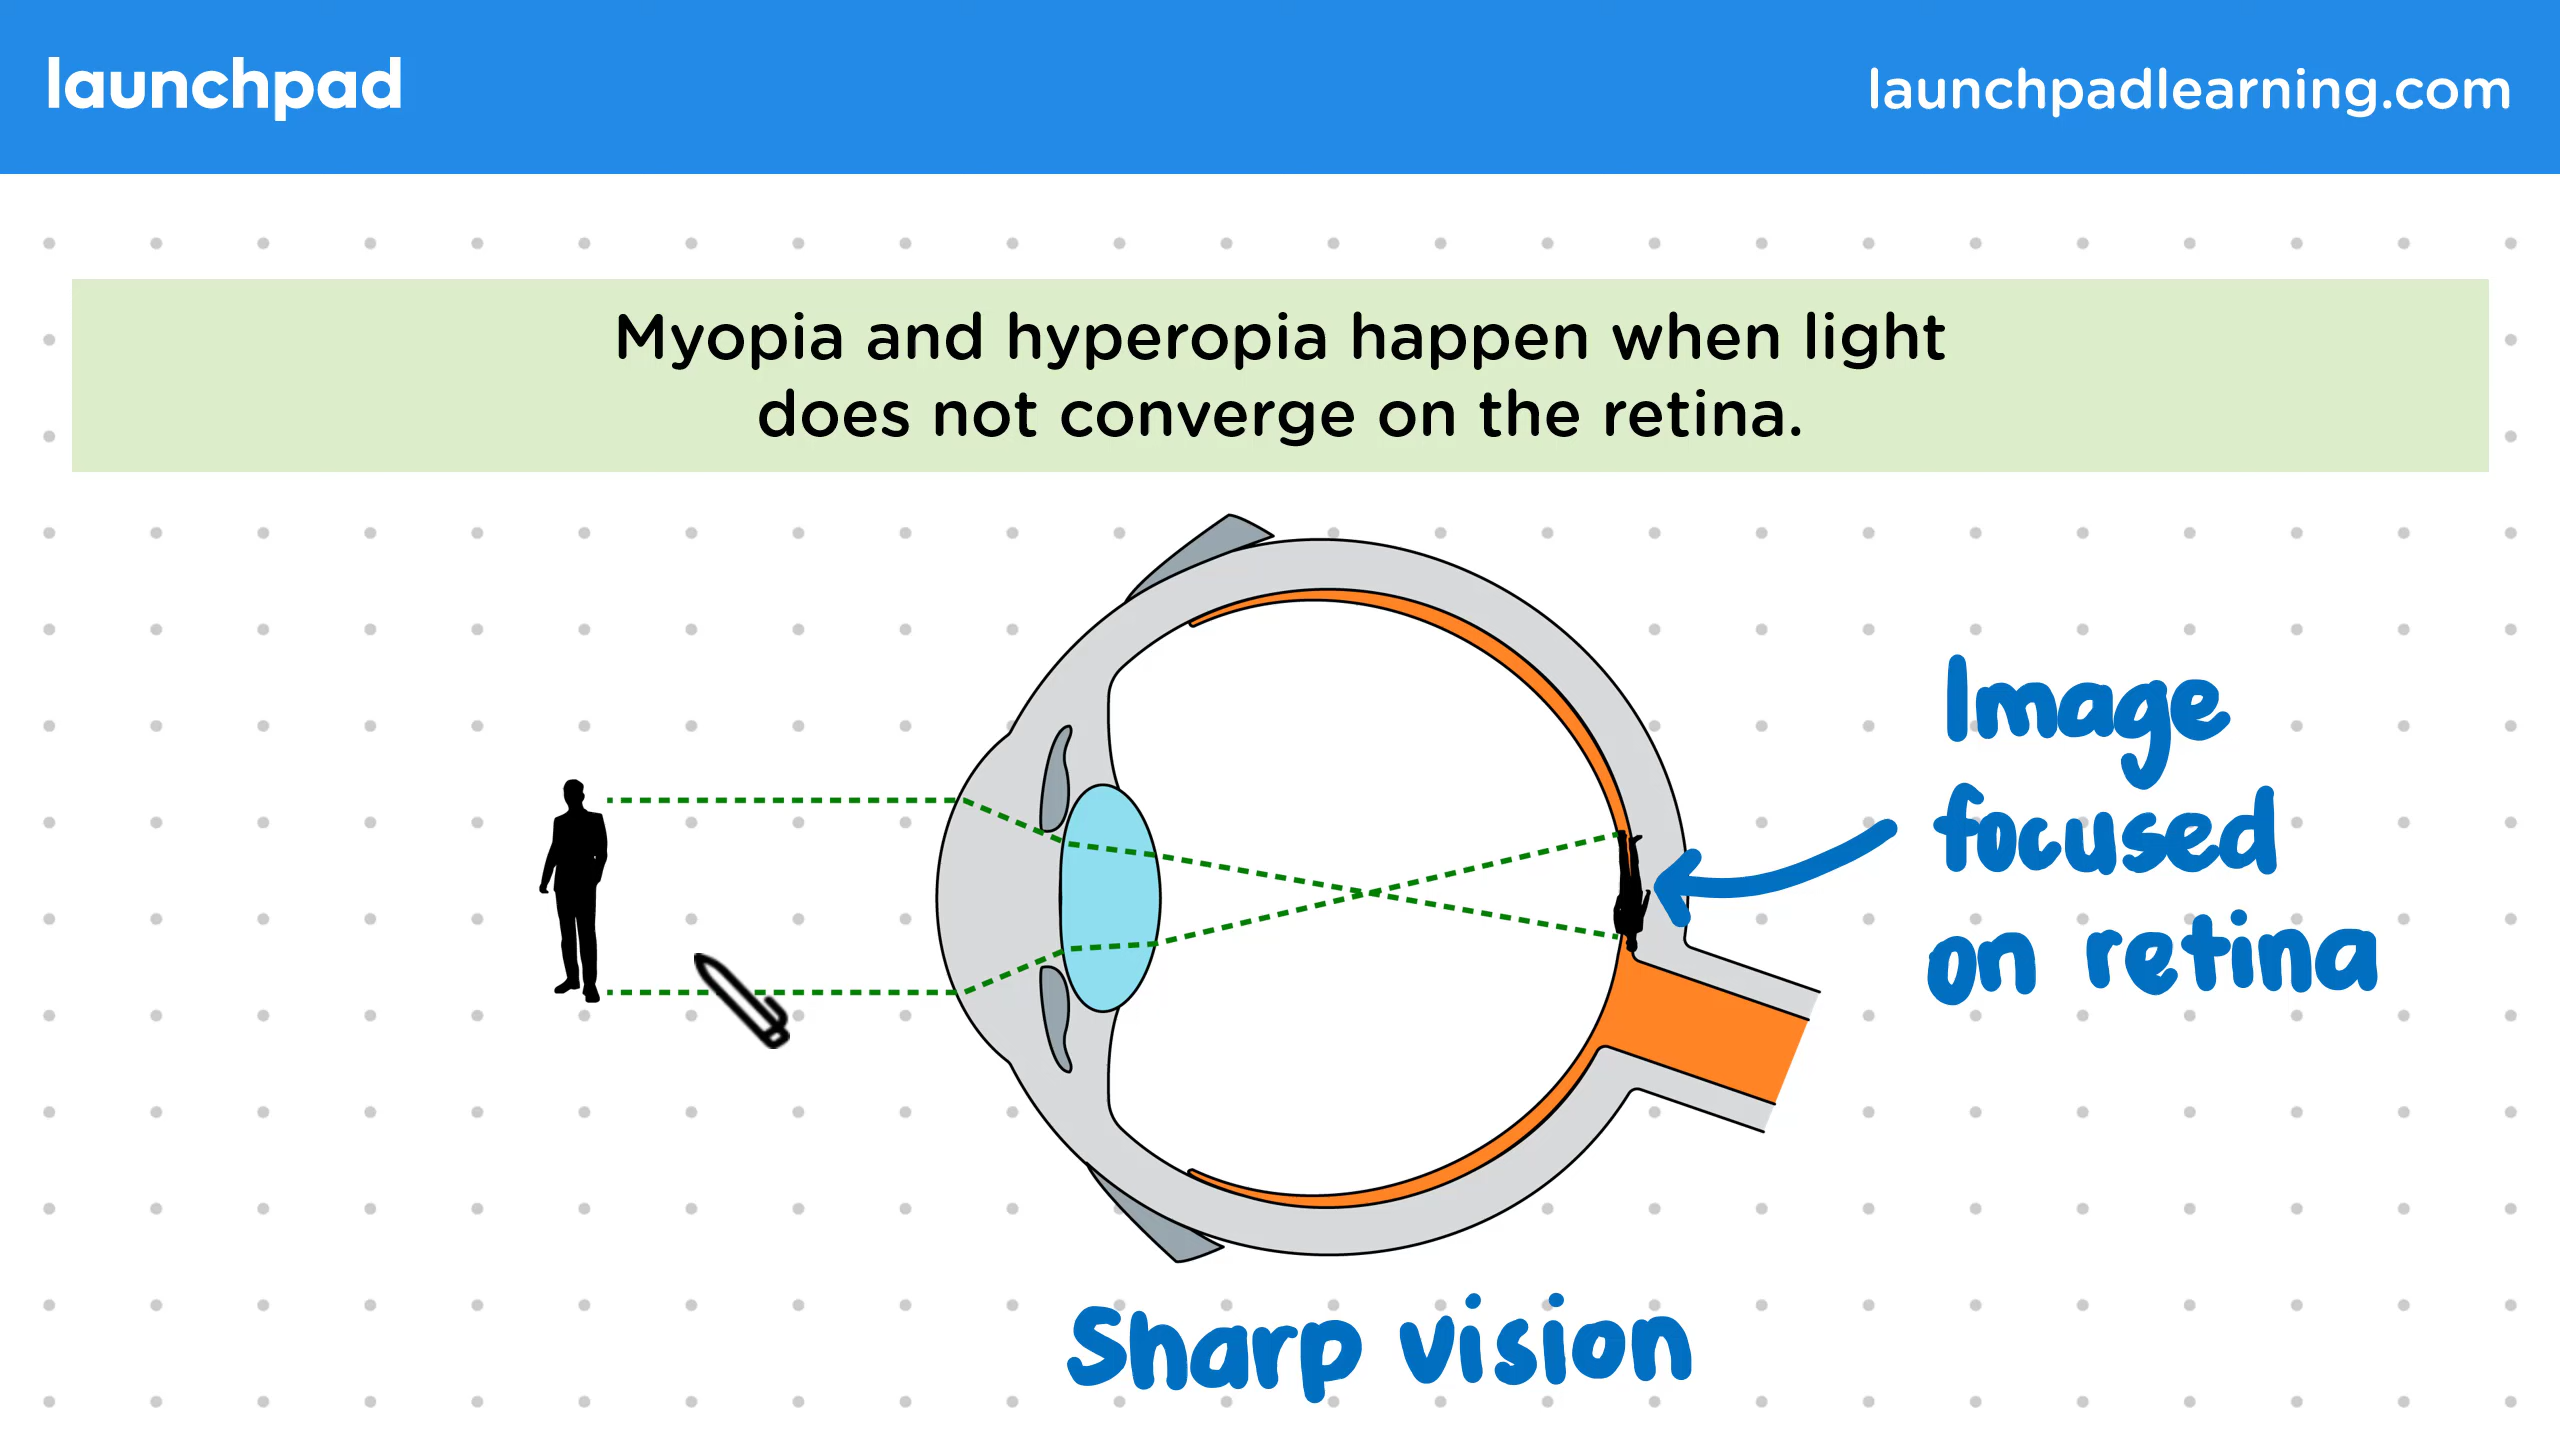 launchpad
launchpadlearning.com
Myopia and hyperopia happen when light
does not converge on the retina.
Image
focused
on retina
Sharp vision